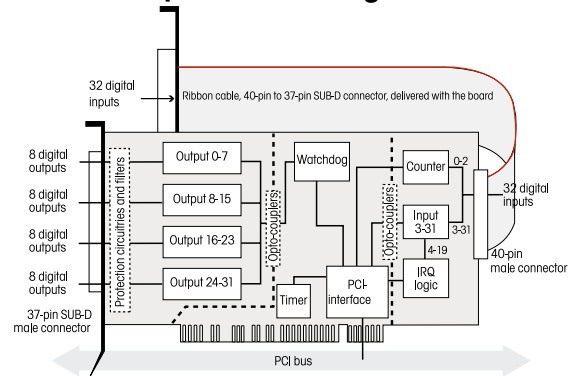 32 digital
inputs
Ribbon cable, 40-pin to 37-pin SUB-D connector, delivered with the board
8 digital
outputs
8 digital
outputs
8 digital
outputs
8 digital
outputs
37-pin SUB-D
male connector
Protection circuitries and filters
Output 0-7
Output 8-15
Output 16-23
Output 24-31
Opto-couplers
Watchdog
Timer
PCI-
interface
Opto-couplers
Counter
0-2
Input
3-31
3-31
4-19
IRQ
logic
32 digital
inputs
40-pin
male connector
PCI bus